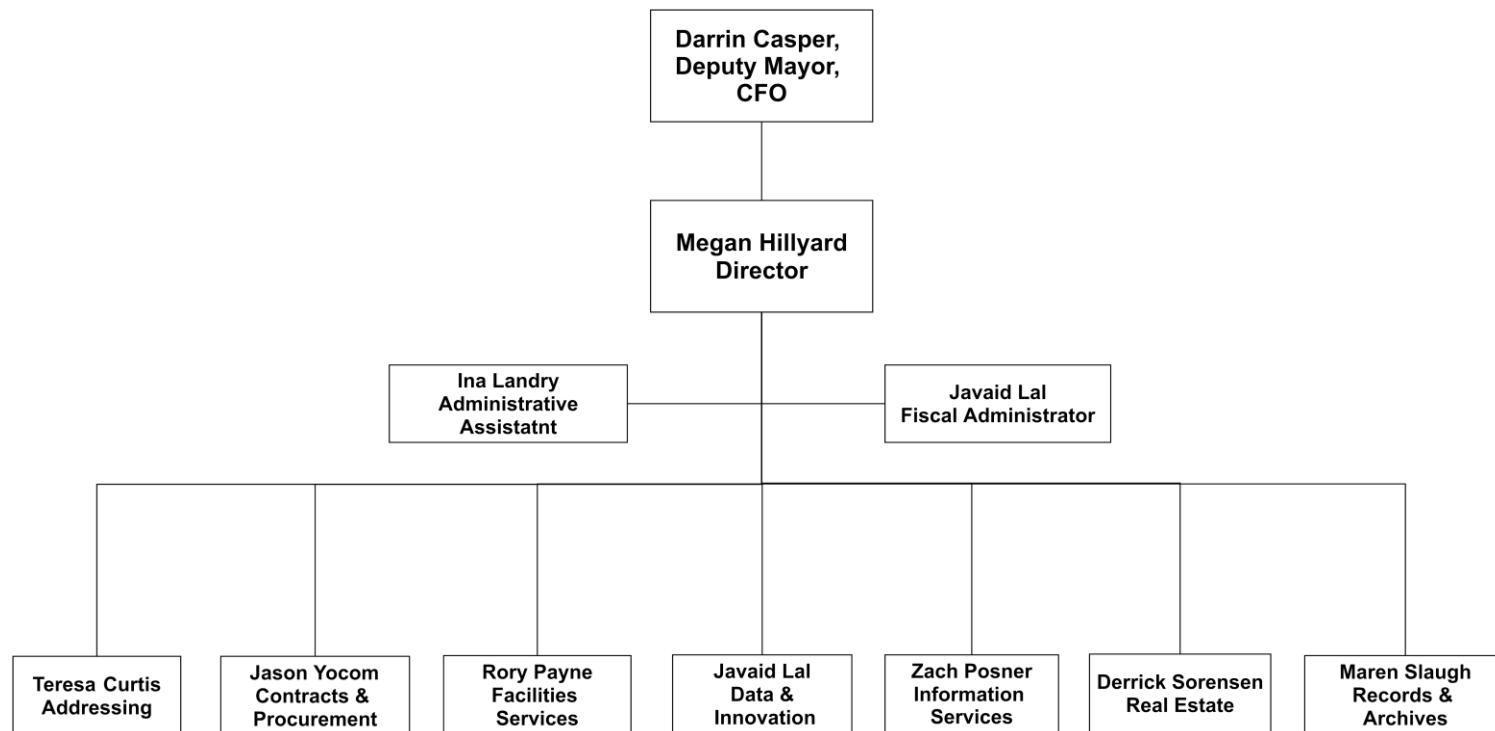 Darrin Casper,
Deputy Mayor,
CFO
Megan Hillyard
Director
Ina Landry
Administrative
Assistatnt
Javaid Lal
Fiscal Administrator
Teresa Curtis
Addressing
Jason Yocom
Contracts &
Procurement
Rory Payne
Facilities
Services
Javaid Lal
Data &
Innovation
Zach Posner
Information
Services
Derrick Sorensen
Real Estate
Maren Slaugh
Records &
Archives